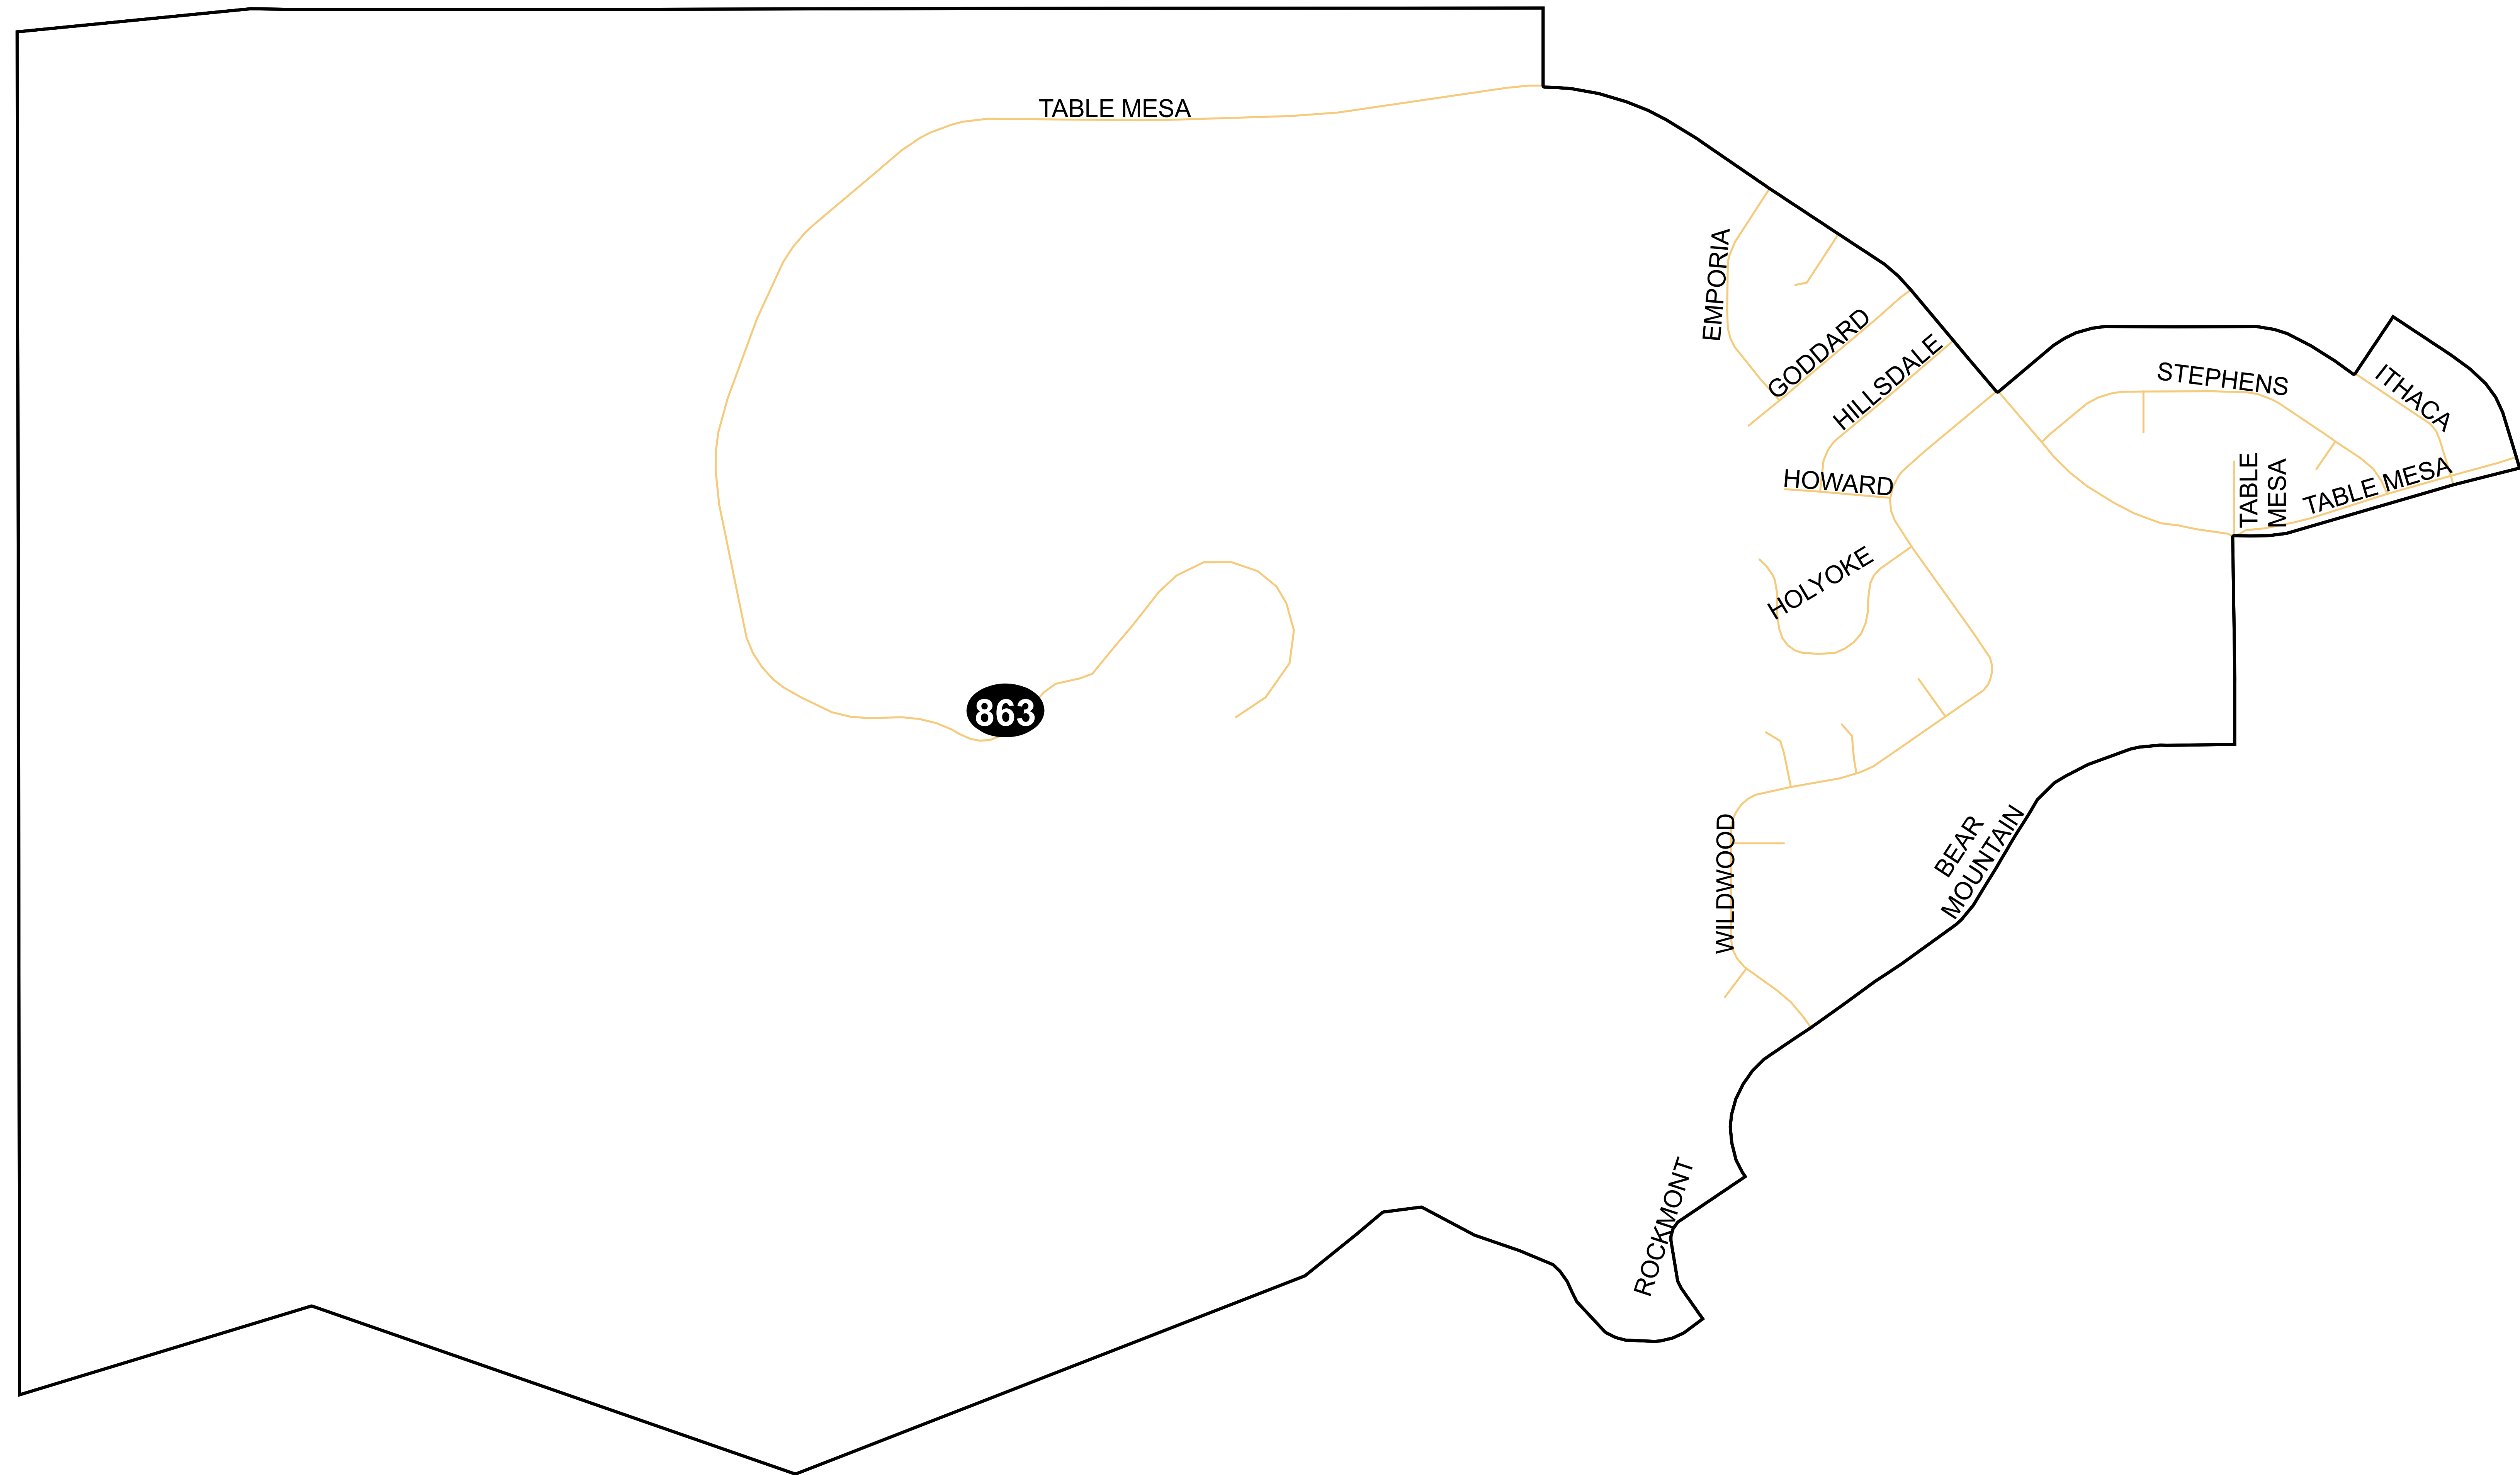 TABLE MESA
EMPORIA
GODDARD
HILLSDALE
STEPHENS
ITHACA
HOWARD
TABLE
MESA
TABLE MESA
HOLYOKE
863
WILDWOOD
BEAR
MOUNTAIN
ROCKMONT